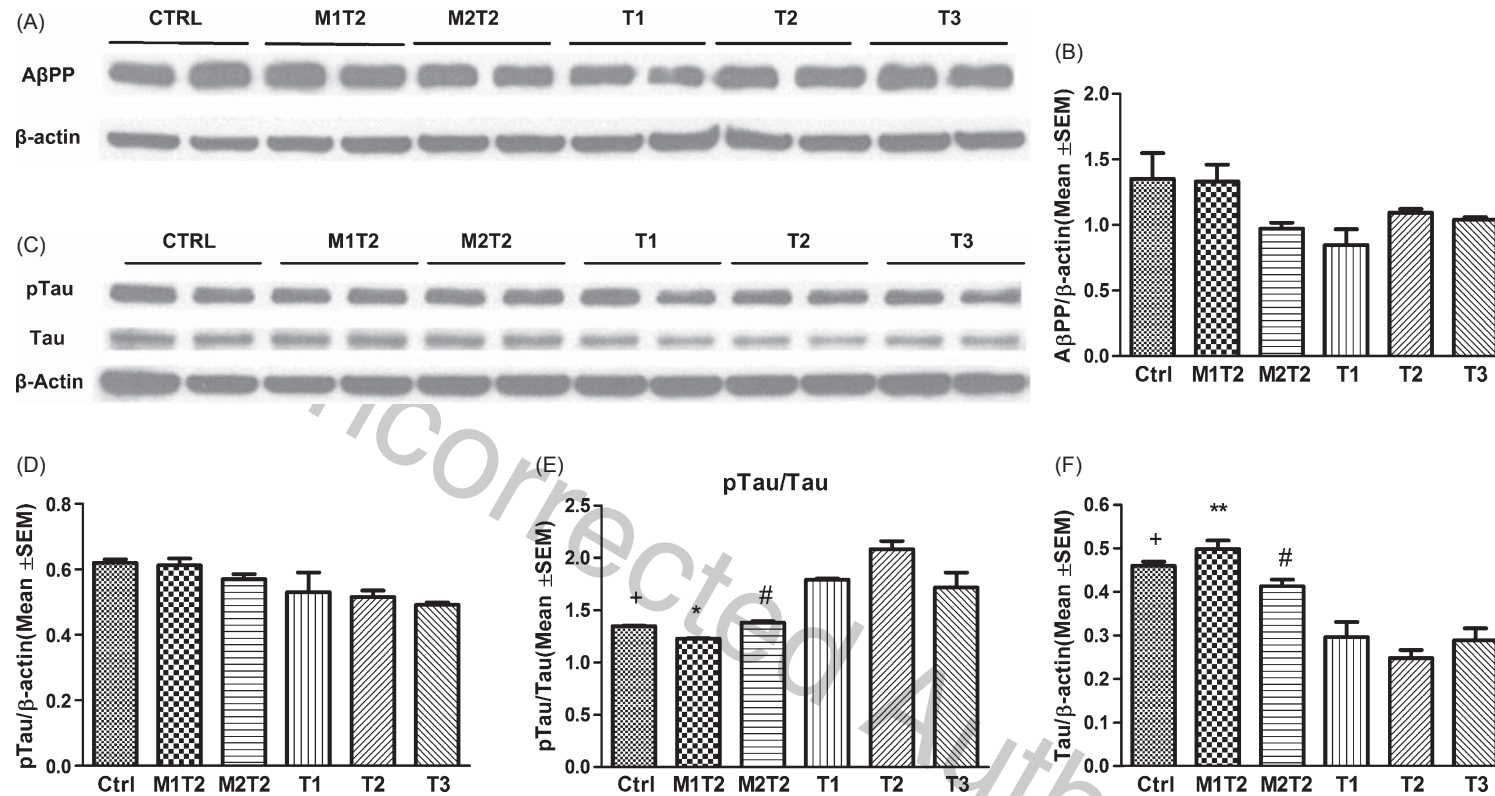 (A)
CTRL M1T2 M2T2 T1 T2 T3
AβPP
β-actin
(B)
AβPP/β-actin(Mean ±SEM)
2.0
1.5
1.0
0.5
0.0
Ctrl M1T2 M2T2 T1 T2 T3
(C)
CTRL M1T2 M2T2 T1 T2 T3
pTau
Tau
β-Actin
(D)
pTau/β-actin(Mean ±SEM)
0.8
0.6
0.4
0.2
0.0
Ctrl M1T2 M2T2 T1 T2 T3
(E)
pTau/Tau
pTau/Tau(Mean ±SEM)
2.5
2.0
1.5
1.0
0.5
0.0
+ * #
Ctrl M1T2 M2T2 T1 T2 T3
(F)
Tau/β-actin(Mean ±SEM)
0.6
0.5
0.4
0.3
0.2
0.1
0.0
+ ** #
Ctrl M1T2 M2T2 T1 T2 T3
ncorrected Auth